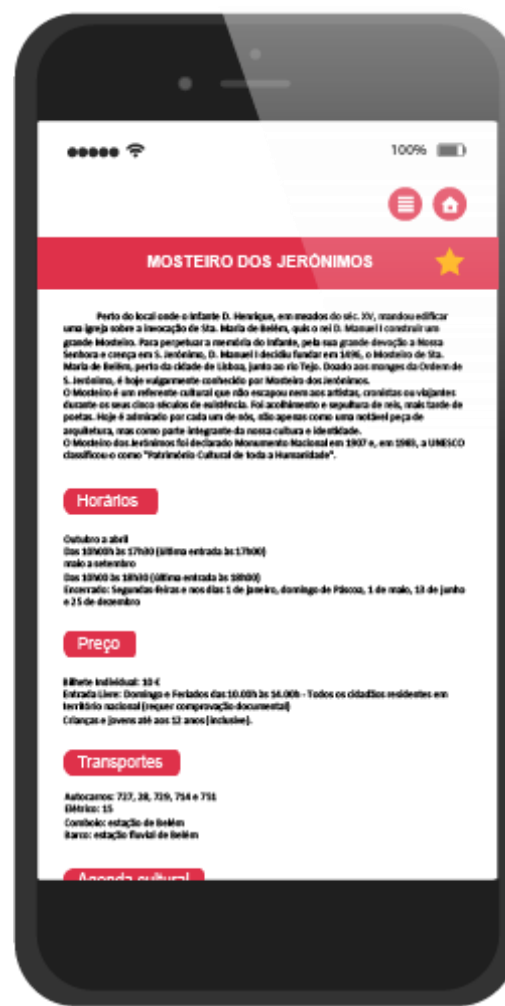 100%
MOSTEIRO DOS JERÓNIMOS
Perto do local onde o Infante D. Henrique, em meados do séc. XV, mandou edificar
uma igreja sobre a invocação de Sta. Maria de Belém, quis o rei D. Manuel I construir um
grande Mosteiro. Para perpetuar a memória do Infante, pela sua grande devoção a Nossa
Senhora e crença em S. Jerónimo, D. Manuel I decidiu fundar em 1496, o Mosteiro de Sta.
Maria de Belém, perto da cidade de Lisboa, junto ao rio Tejo. Doado aos monges da Ordem de
S. Jerónimo, é hoje vulgarmente conhecido por Mosteiro dos Jerónimos.
O Mosteiro é um referente cultural que não escapou nem aos artistas, cronistas ou viajantes
durante os seus cinco séculos de existência. Foi acolhimento e sepultura de reis, mais tarde de
poetas. Hoje é admirado por cada um de nós, não apenas como uma notável peça de
arquitetura, mas como parte integrante da nossa cultura e identidade.
O Mosteiro dos Jerónimos foi declarado Monumento Nacional em 1907 e, em 1983, a UNESCO
classificou-o como "Património Cultural de toda a Humanidade".
Horários
Outubro a abril
Das 10h00h às 17h30 (última entrada às 17h00)
maio a setembro
Das 10h00 às 18h30 (última entrada às 18h00)
Encerrado: Segundas-feiras e nos dias 1 de janeiro, domingo de Páscoa, 1 de maio, 13 de junho
e 25 de dezembro
Preço
Bilhete Individual: 10 €
Entrada Livre: Domingo e Feriados das 10.00h às 14.00h - Todos os cidadãos residentes em
território nacional (requer comprovação documental)
Crianças e jovens até aos 12 anos (inclusive).
Transportes
Autocarros: 727, 28, 729, 714 e 751
Elétrico: 15
Comboio: estação de Belém
Barco: estação fluvial de Belém
Agenda cultural